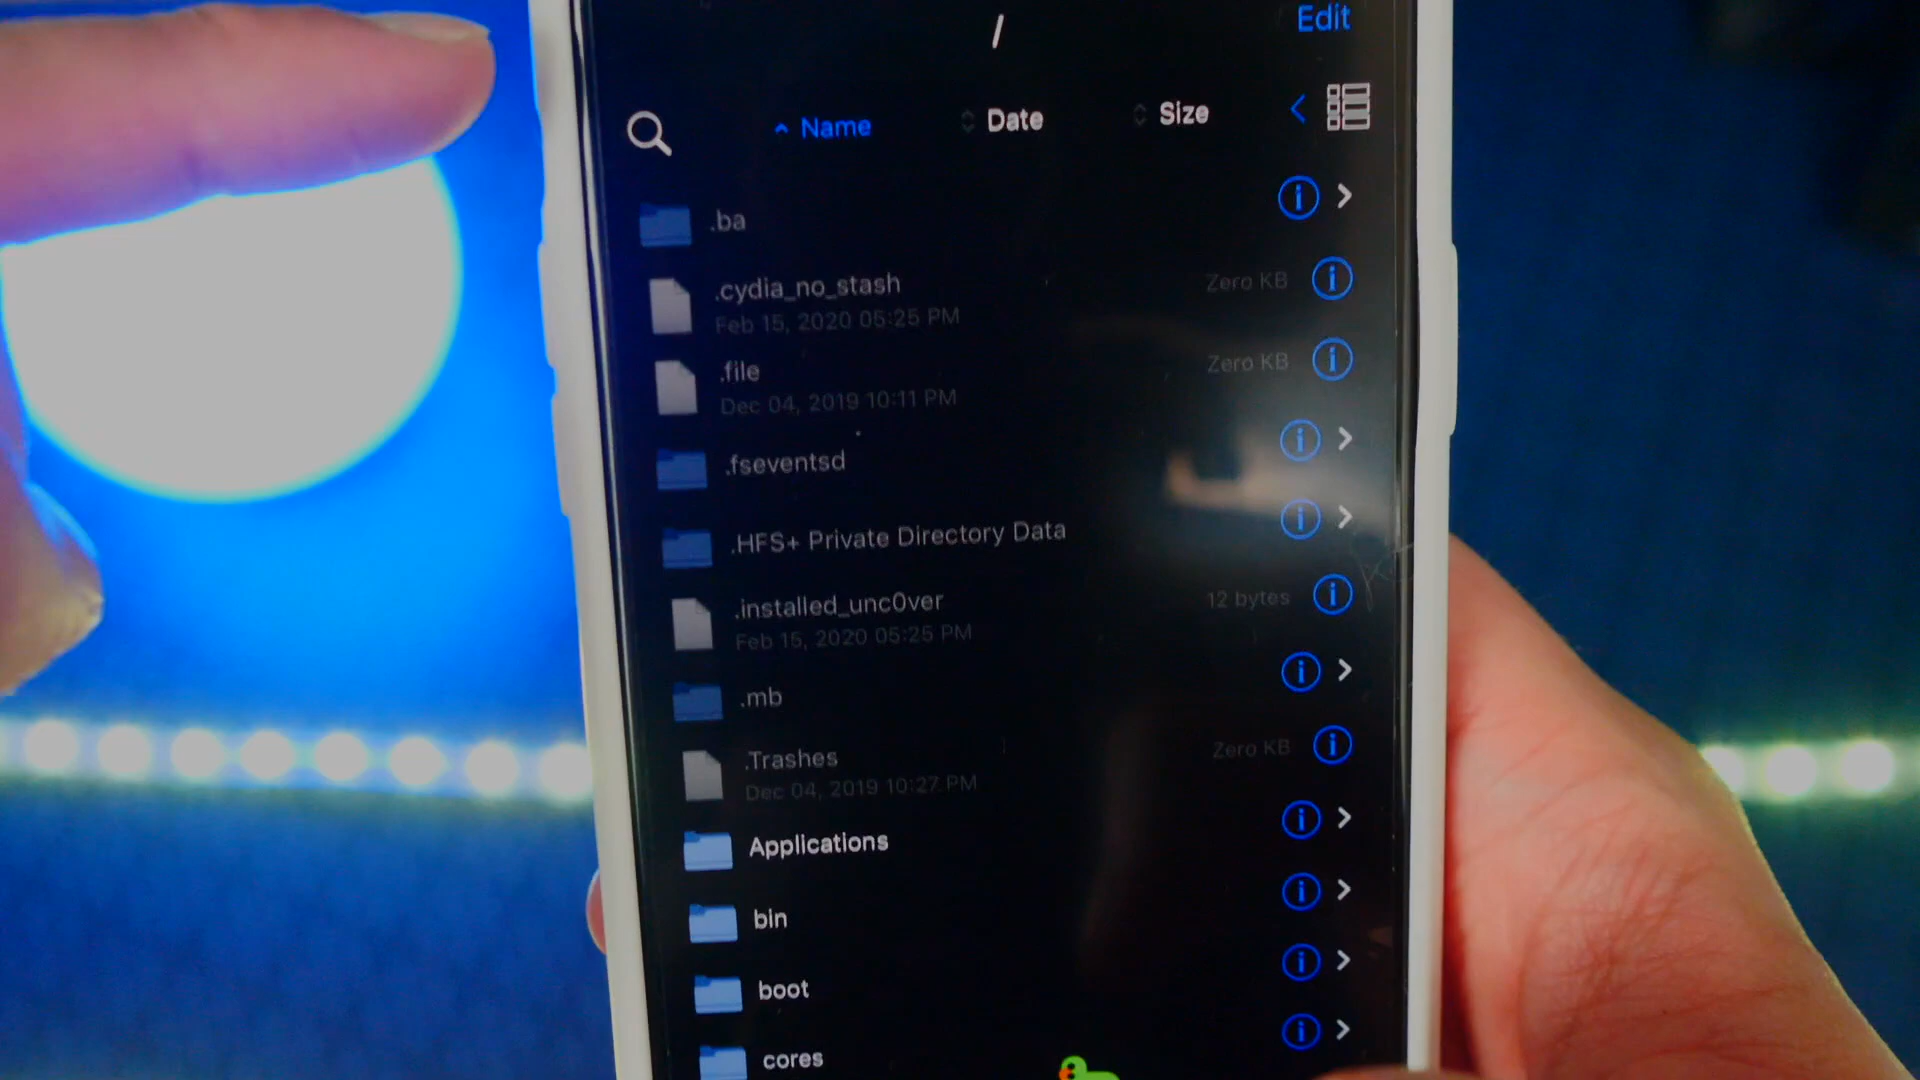 /
Edit
Name
Date
Size
.ba
.cydia_no_stash
Zero KB
Feb 15, 2020 05:25 PM
.file
Zero KB
Dec 04, 2019 10:11 PM
.fseventsd
.HFS+ Private Directory Data
.installed_unc0ver
12 bytes
Feb 15, 2020 05:25 PM
.mb
.Trashes
Zero KB
Dec 04, 2019 10:27 PM
Applications
bin
boot
cores